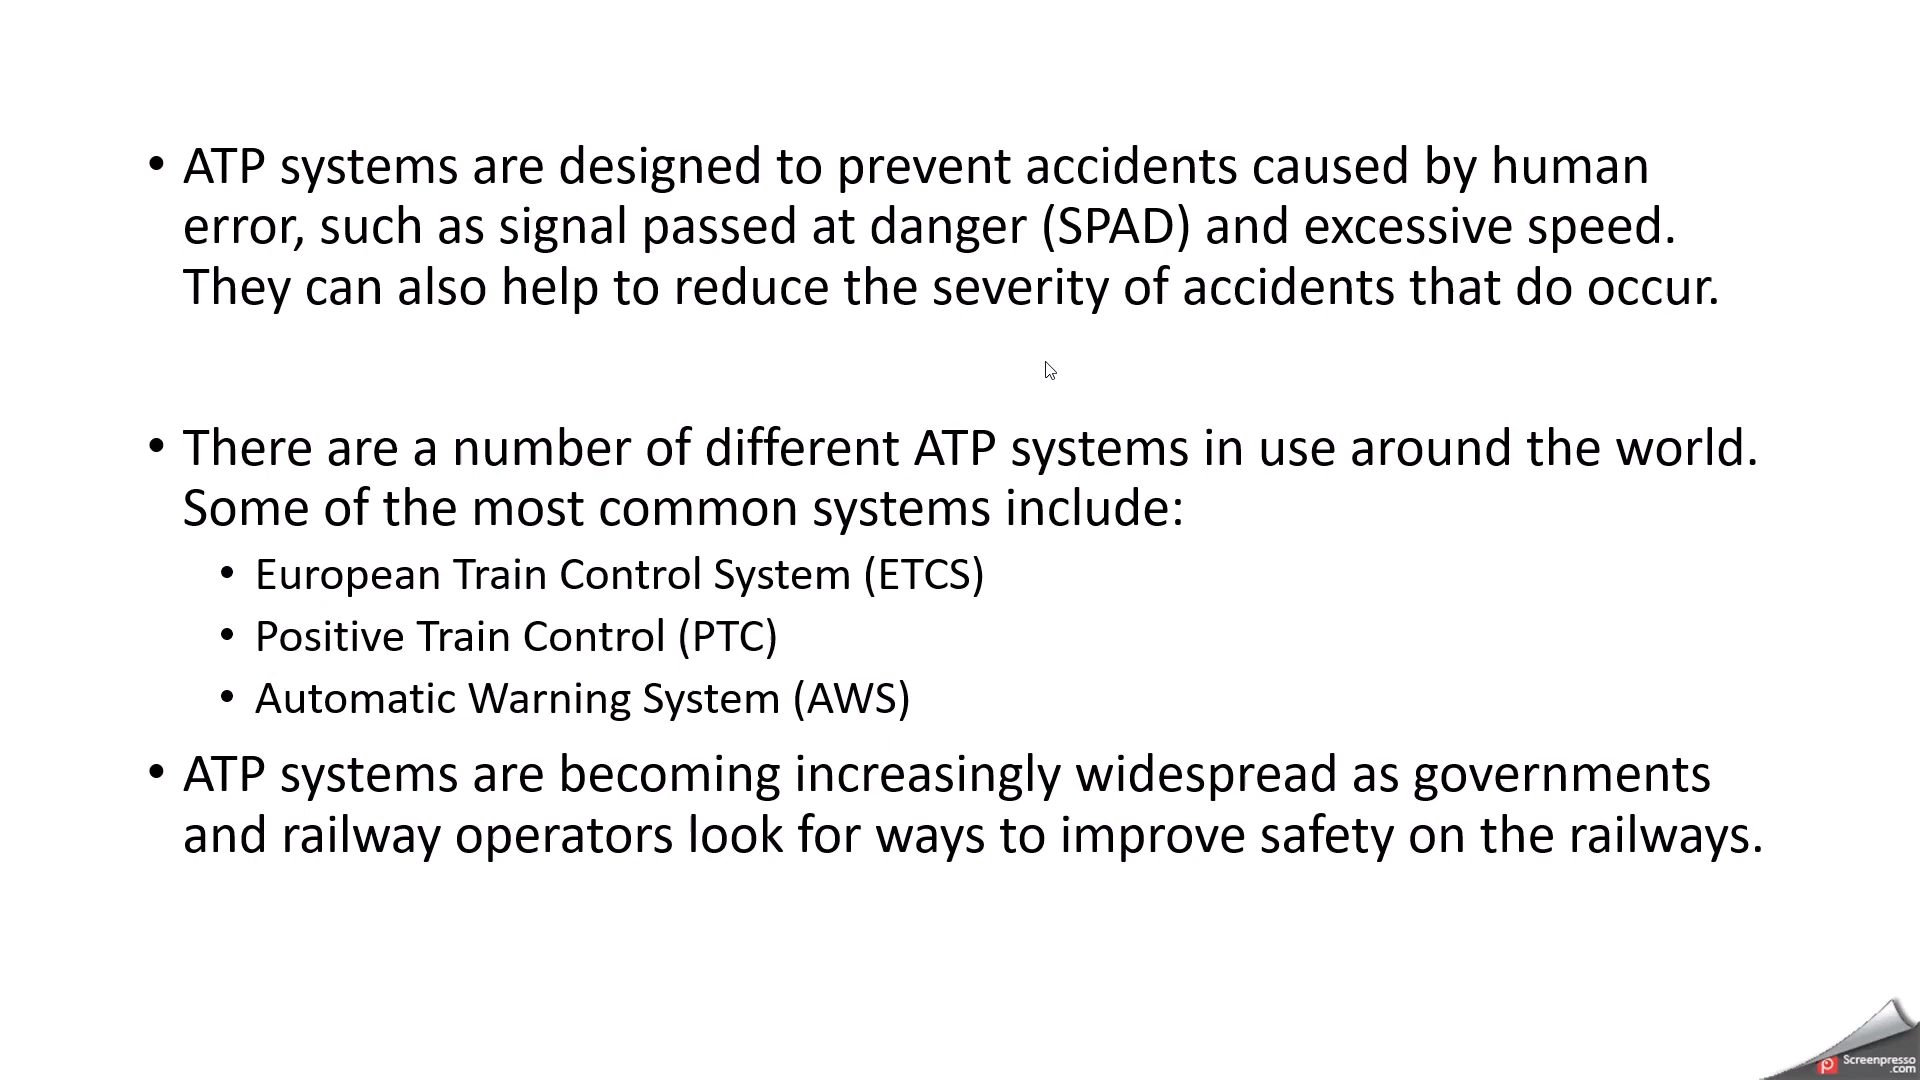 • ATP systems are designed to prevent accidents caused by human
error, such as signal passed at danger (SPAD) and excessive speed.
They can also help to reduce the severity of accidents that do occur.
• There are a number of different ATP systems in use around the world.
Some of the most common systems include:
• European Train Control System (ETCS)
• Positive Train Control (PTC)
• Automatic Warning System (AWS)
• ATP systems are becoming increasingly widespread as governments
and railway operators look for ways to improve safety on the railways.
Screenpresso
.com